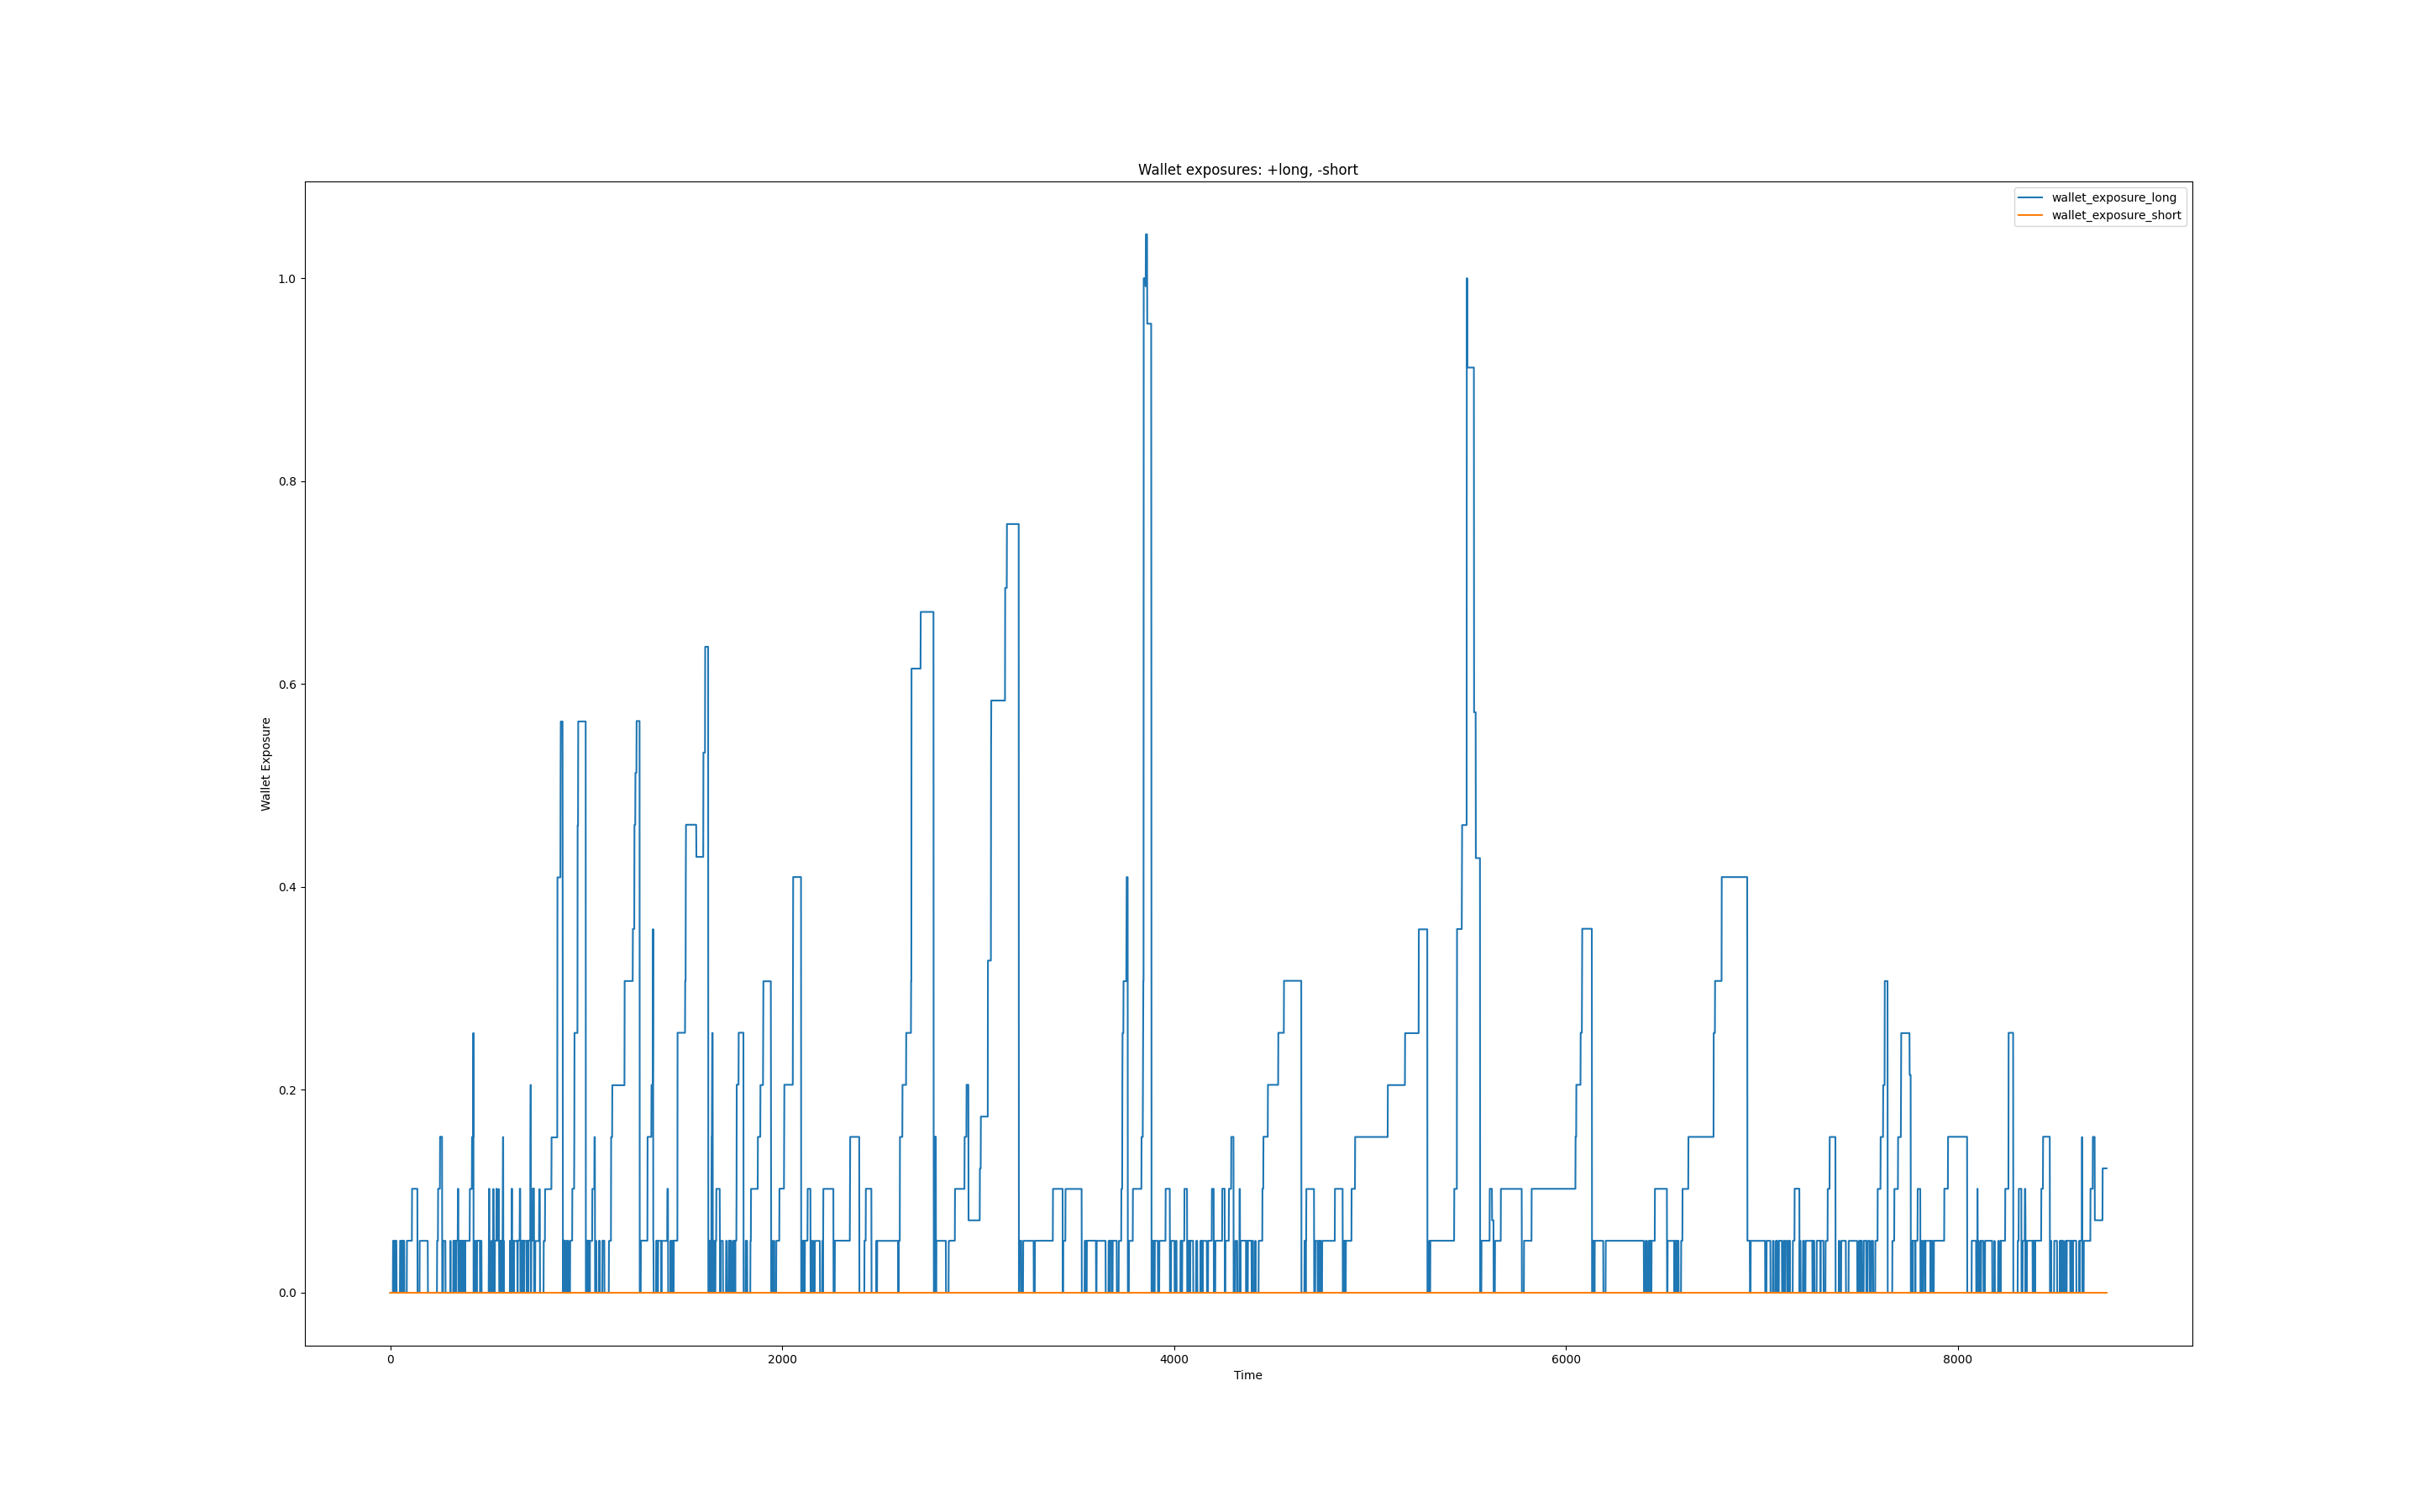 Wallet exposures: +long, -short
wallet_exposure_long
wallet_exposure_short
1.0
0.8
0.6
0.4
0.2
0.0
Wallet Exposure
0 2000 4000 6000 8000
Time